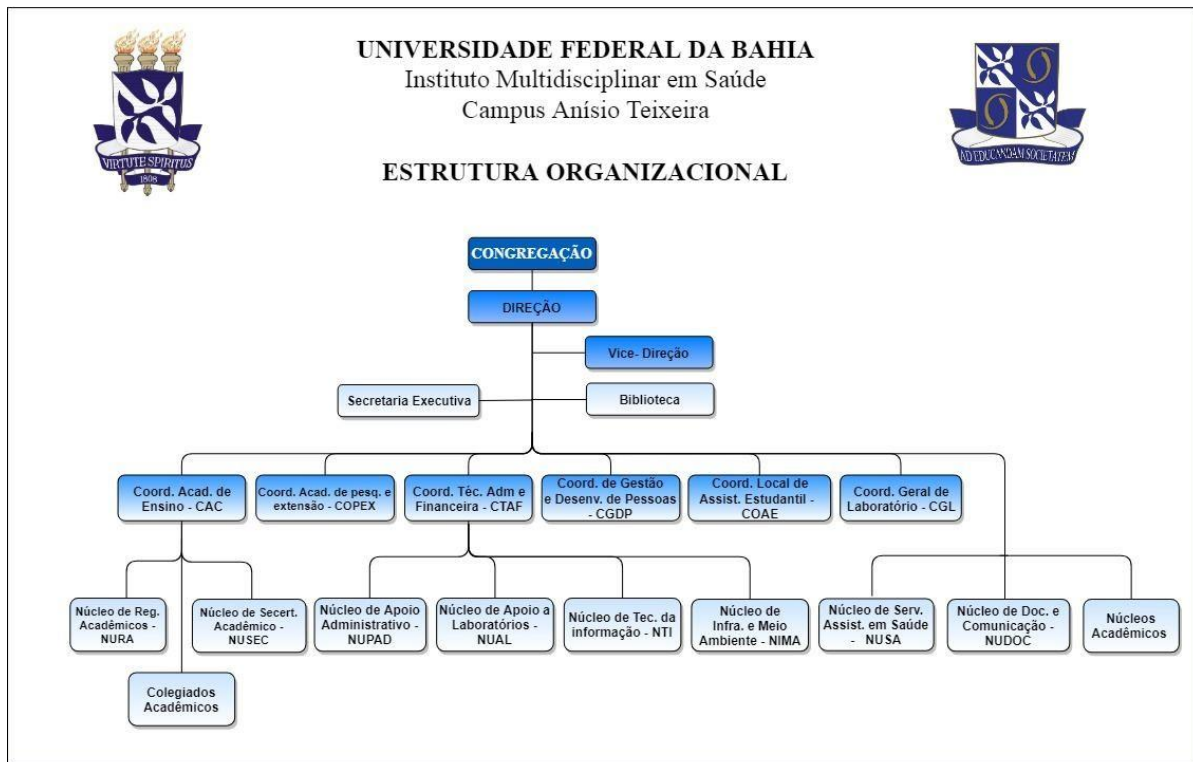 UNIVERSIDADE FEDERAL DA BAHIA
Instituto Multidisciplinar em Saúde
Campus Anísio Teixeira
VIRTUTE SPIRITUS
1808
AD EDUCANDAM SOCIETATEM
ESTRUTURA ORGANIZACIONAL
CONGREGAÇÃO
DIREÇÃO
Vice- Direção
Secretaria Executiva
Biblioteca
Coord. Acad. de
Ensino - CAC
Coord. Acad. de pesq. e
extensão - COPEX
Coord. Téc. Adm e
Financeira - CTAF
Coord. de Gestão
e Desenv. de Pessoas
- CGDP
Coord. Local de
Assist. Estudantil -
COAE
Coord. Geral de
Laboratório - CGL
Núcleo de Reg.
Acadêmicos -
NURA
Núcleo de Secert.
Acadêmico -
NUSEC
Núcleo de Apoio
Administrativo -
NUPAD
Núcleo de Apoio a
Laboratórios -
NUAL
Núcleo de Tec. da
informação - NTI
Núcleo de
Infra. e Meio
Ambiente - NIMA
Núcleo de Serv.
Assist. em Saúde
- NUSA
Núcleo de Doc. e
Comunicação -
NUDOC
Núcleos
Acadêmicos
Colegiados
Acadêmicos